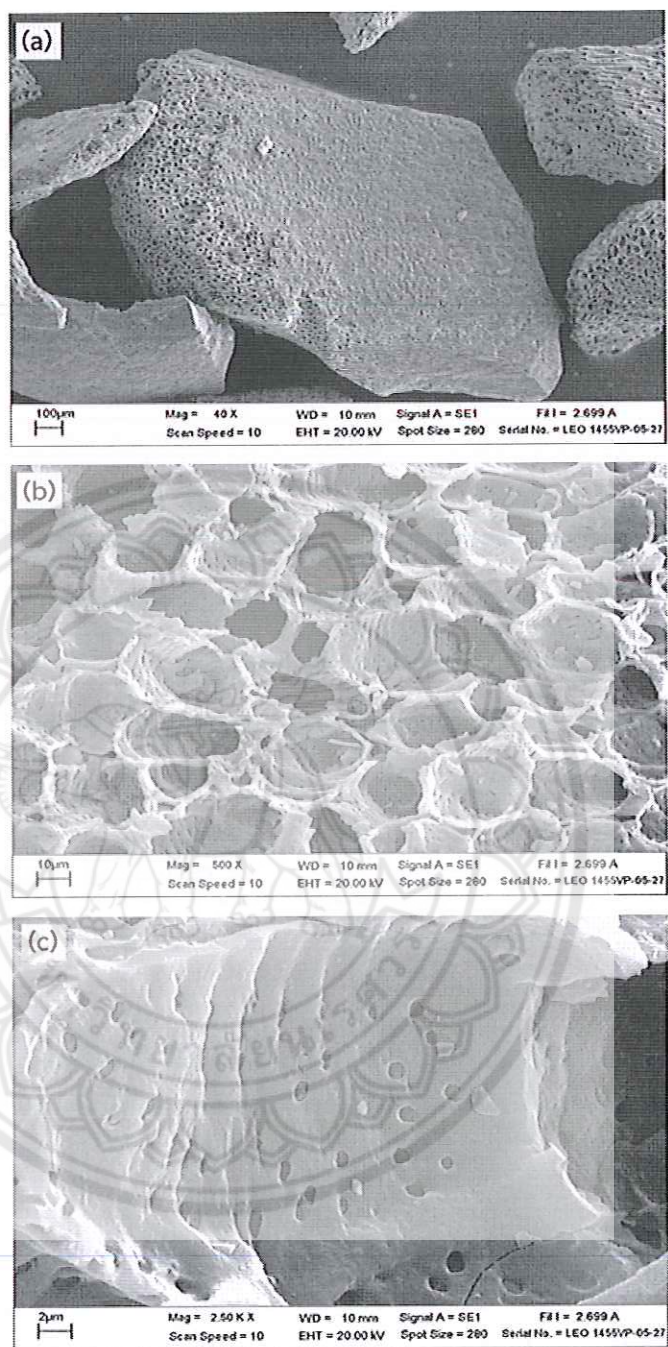 (a)
100μm Mag = 40 X WD = 10 mm Signal A = SE1 Fil I = 2.699 A
Scan Speed = 10 EHT = 20.00 kV Spot Size = 280 Serial No. = LEO 1455VP-05-27
(b)
10μm Mag = 500 X WD = 10 mm Signal A = SE1 Fil I = 2.699 A
Scan Speed = 10 EHT = 20.00 kV Spot Size = 280 Serial No. = LEO 1455VP-05-27
(c)
2μm Mag = 2.50 K X WD = 10 mm Signal A = SE1 Fil I = 2.699 A
Scan Speed = 10 EHT = 20.00 kV Spot Size = 280 Serial No. = LEO 1455VP-05-27